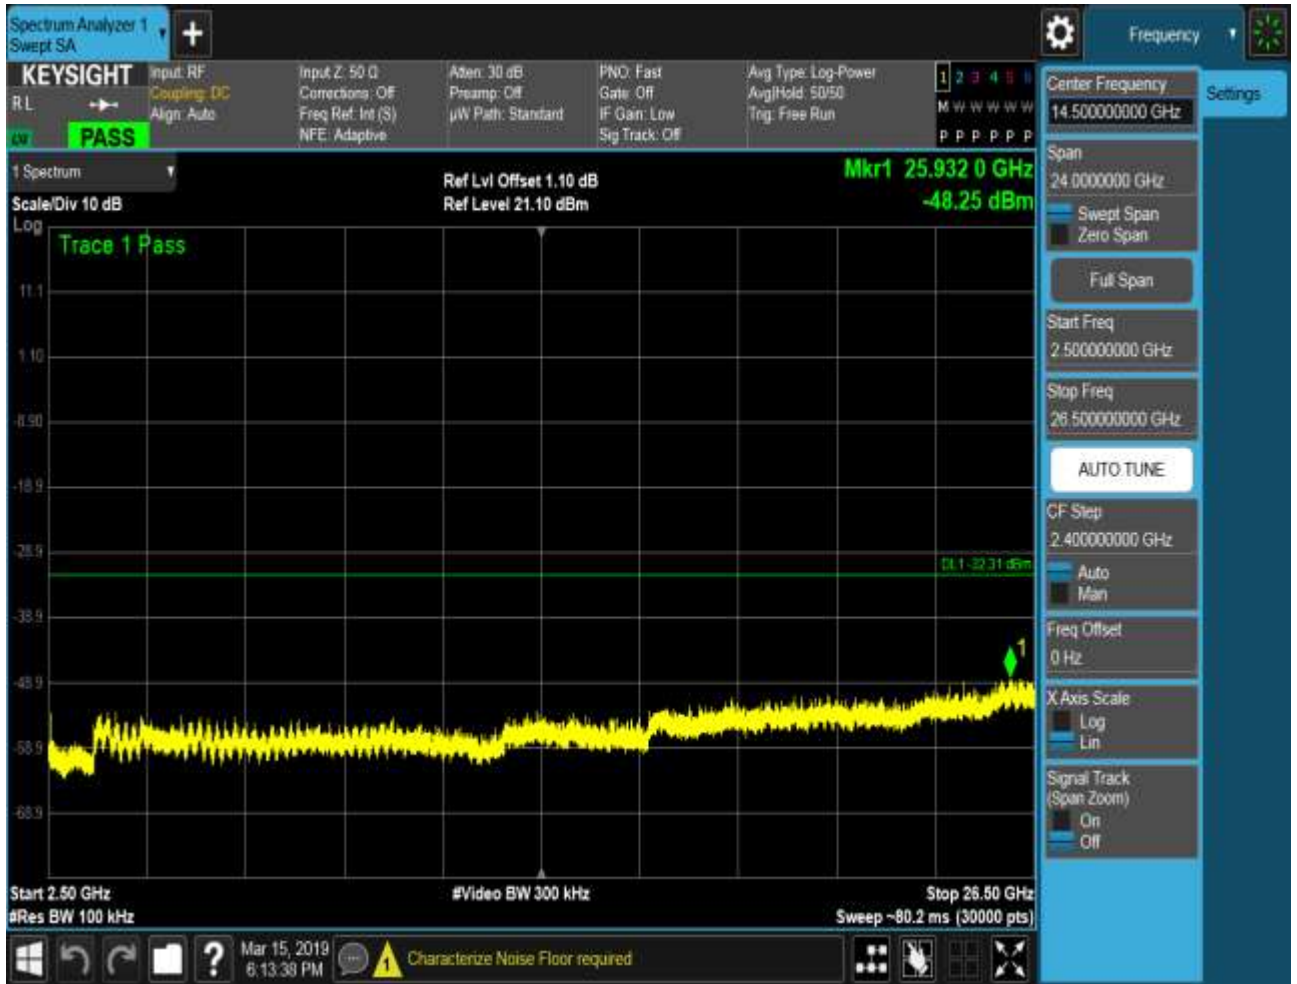 Spectrum Analyzer 1
Swept SA
+
Frequency
KEYSIGHT
R L
PASS
Input: RF
Coupling: DC
Align: Auto
Input Z: 50 Ω
Corrections: Off
Freq Ref: Int (S)
NFE: Adaptive
Atten: 30 dB
Preamp: Off
µW Path: Standard
PNO: Fast
Gate: Off
IF Gain: Low
Sig Track: Off
Avg Type: Log-Power
Avg|Hold: 50/50
Trig: Free Run
1 2 3 4 5 6
M W W W W W
P P P P P P
1 Spectrum
Scale/Div 10 dB
Log
Ref Lvl Offset 1.10 dB
Ref Level 21.10 dBm
Mkr1 25.932 0 GHz
-48.25 dBm
Trace 1 Pass
11.1
1.10
-8.90
-18.9
-28.9
DL1 -32.31 dBm
-38.9
1
-48.9
-58.9
-68.9
Start 2.50 GHz
#Res BW 100 kHz
#Video BW 300 kHz
Stop 26.50 GHz
Sweep ~80.2 ms (30000 pts)
Center Frequency
14.500000000 GHz
Settings
Span
24.0000000 GHz
Swept Span
Zero Span
Full Span
Start Freq
2.500000000 GHz
Stop Freq
26.500000000 GHz
AUTO TUNE
CF Step
2.400000000 GHz
Auto
Man
Freq Offset
0 Hz
X Axis Scale
Log
Lin
Signal Track
(Span Zoom)
On
Off
?
Mar 15, 2019
6:13:38 PM
Characterize Noise Floor required